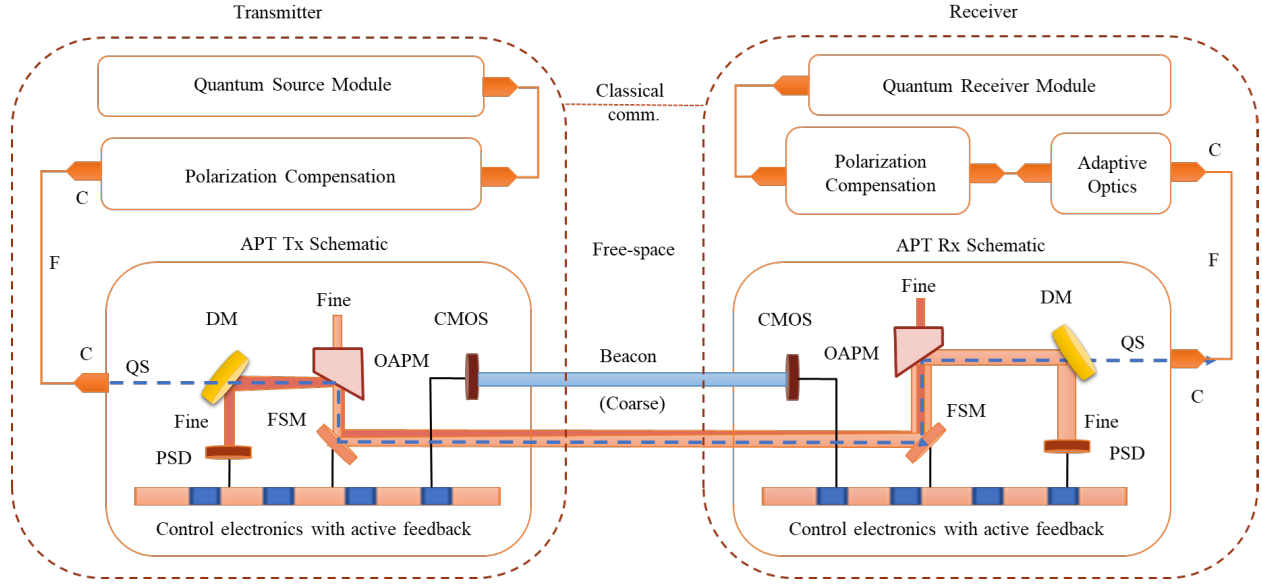 Transmitter
Receiver
Quantum Source Module
Classical
comm.
Quantum Receiver Module
Polarization Compensation
C
Polarization
Compensation
Adaptive
Optics
C
F
APT Tx Schematic
Free-space
APT Rx Schematic
F
Fine
DM
CMOS
OAPM
C
QS
Fine
FSM
PSD
Control electronics with active feedback
Beacon
(Coarse)
Fine
DM
CMOS
OAPM
QS
C
FSM
Fine
PSD
Control electronics with active feedback